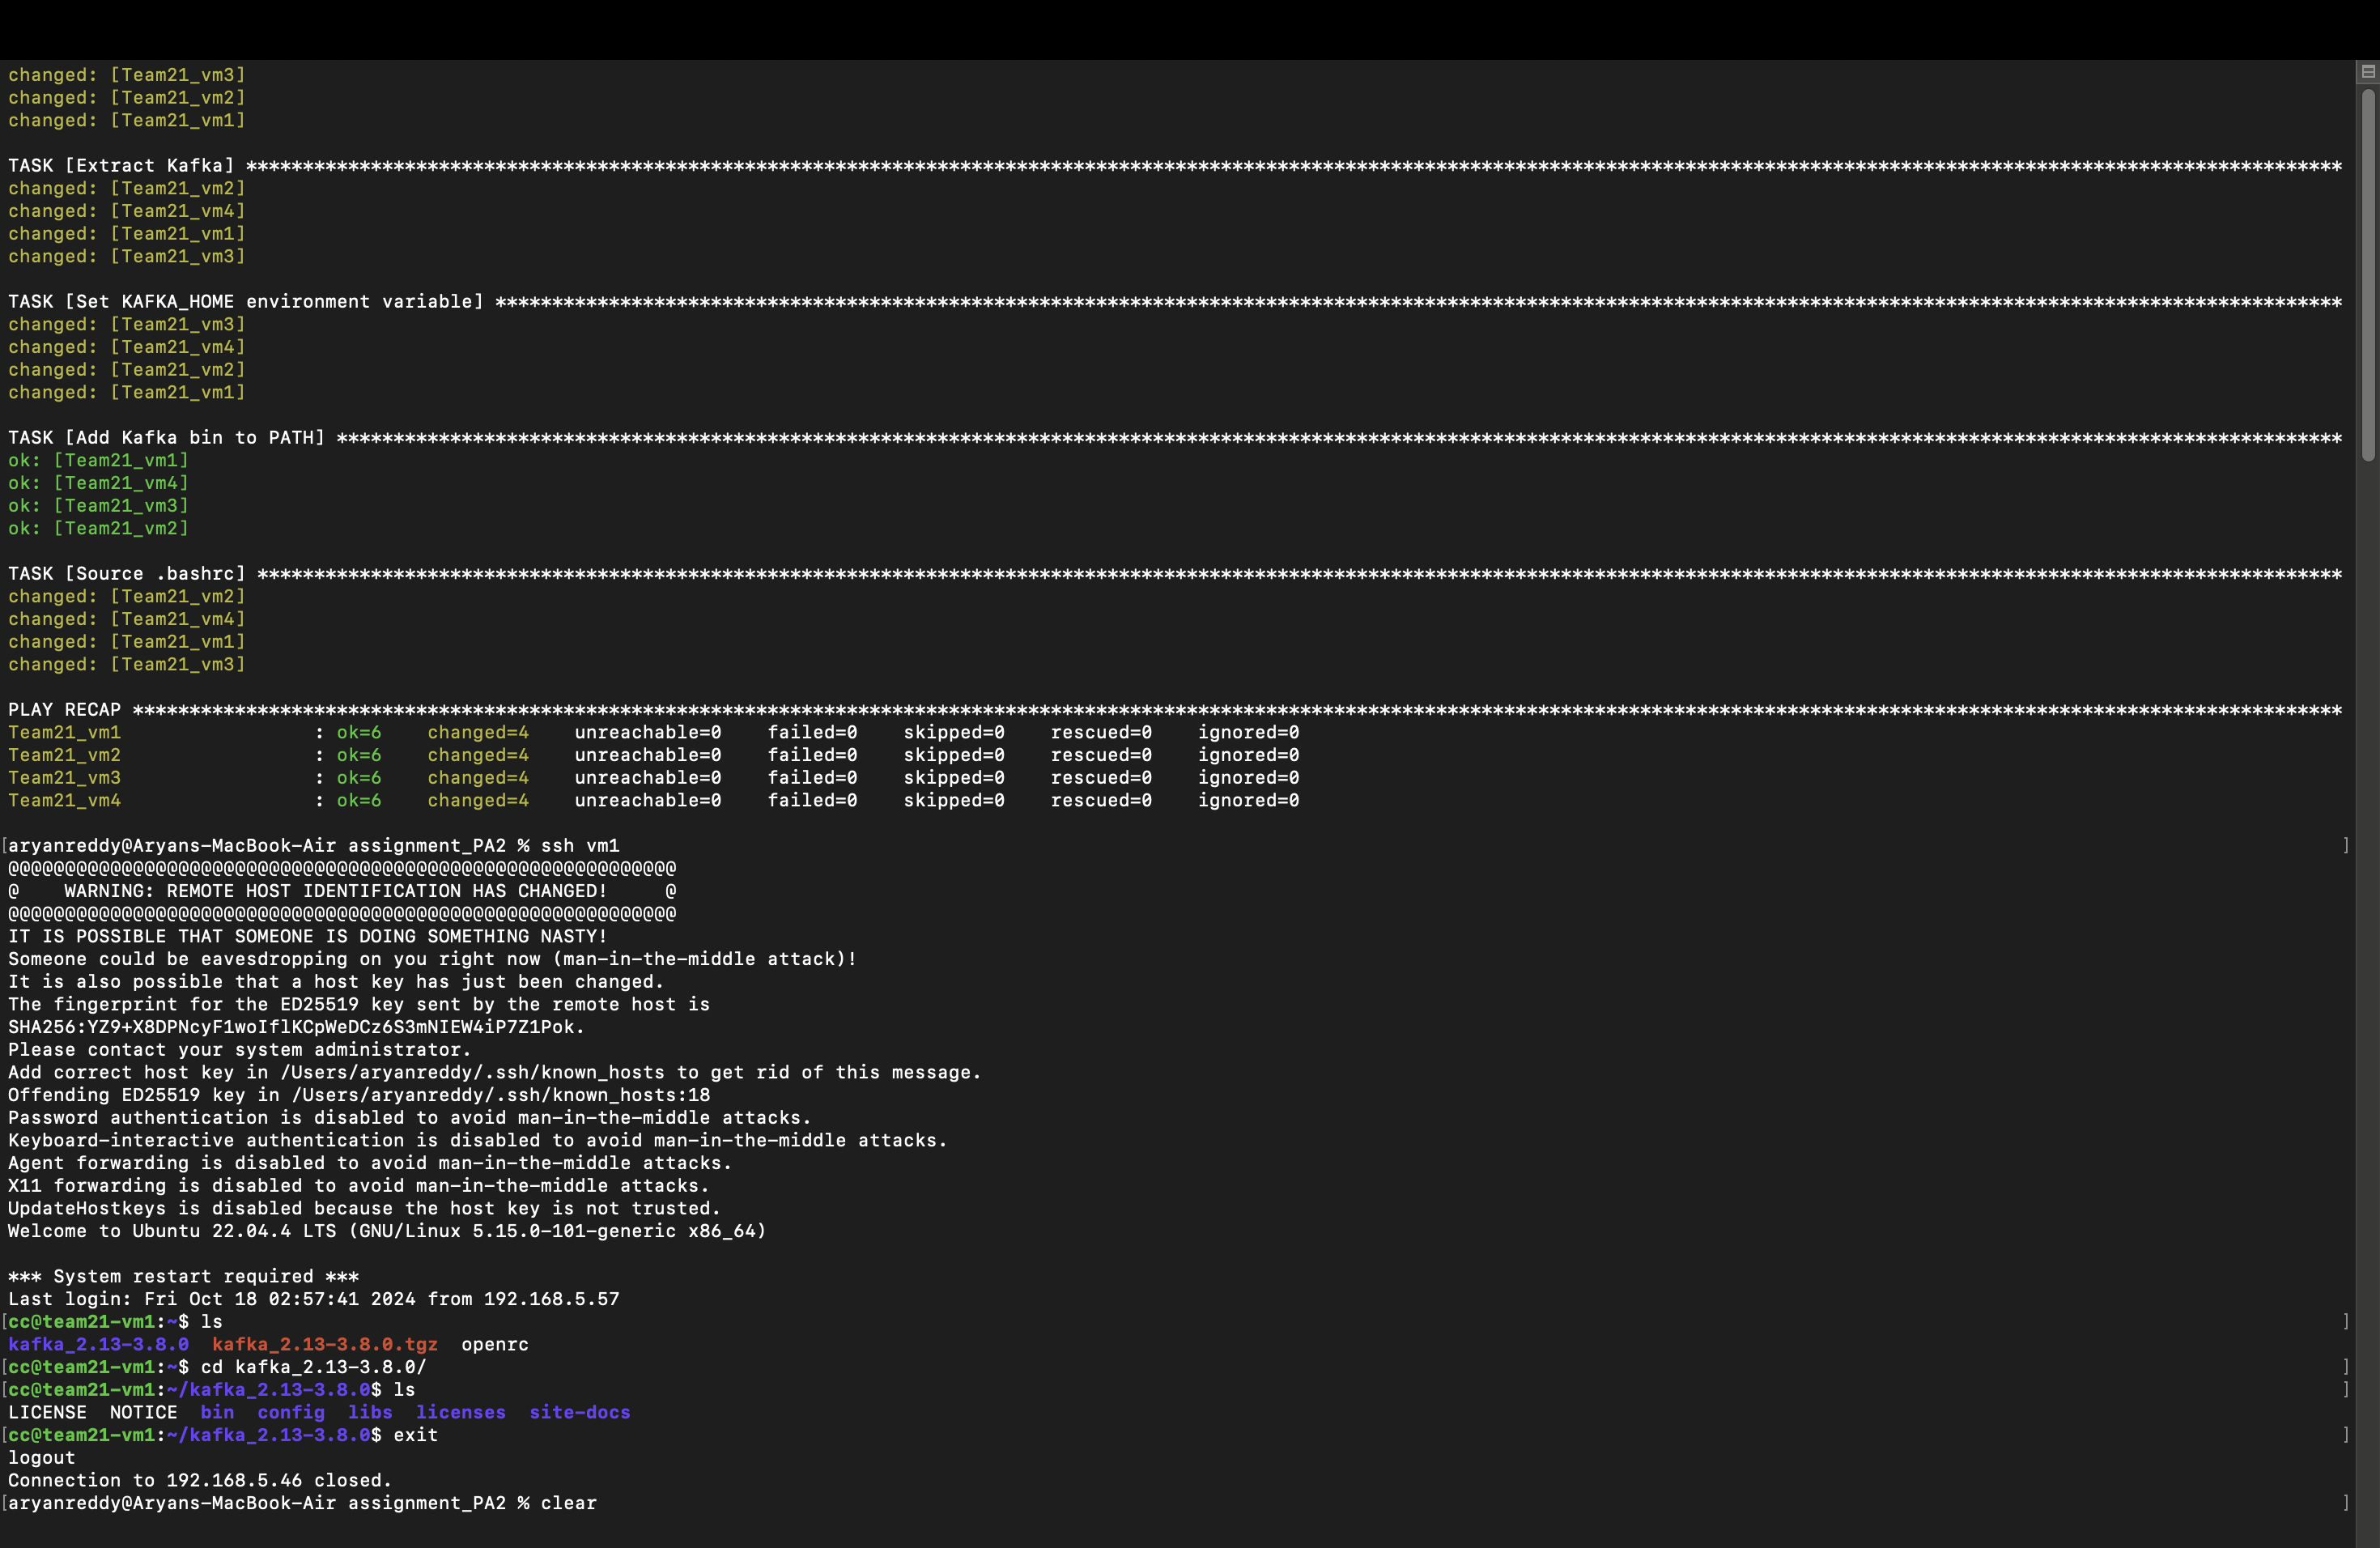 changed: [Team21_vm3]
changed: [Team21_vm2]
changed: [Team21_vm1]
TASK [Extract Kafka] *****************************************************************************************************************************************************************************************
changed: [Team21_vm2]
changed: [Team21_vm4]
changed: [Team21_vm1]
changed: [Team21_vm3]
TASK [Set KAFKA_HOME environment variable] *******************************************************************************************************************************************************************
changed: [Team21_vm3]
changed: [Team21_vm4]
changed: [Team21_vm2]
changed: [Team21_vm1]
TASK [Add Kafka bin to PATH] *********************************************************************************************************************************************************************************
ok: [Team21_vm1]
ok: [Team21_vm4]
ok: [Team21_vm3]
ok: [Team21_vm2]
TASK [Source .bashrc] ****************************************************************************************************************************************************************************************
changed: [Team21_vm2]
changed: [Team21_vm4]
changed: [Team21_vm1]
changed: [Team21_vm3]
PLAY RECAP ***************************************************************************************************************************************************************************************************
Team21_vm1                 : ok=6    changed=4    unreachable=0    failed=0    skipped=0    rescued=0    ignored=0
Team21_vm2                 : ok=6    changed=4    unreachable=0    failed=0    skipped=0    rescued=0    ignored=0
Team21_vm3                 : ok=6    changed=4    unreachable=0    failed=0    skipped=0    rescued=0    ignored=0
Team21_vm4                 : ok=6    changed=4    unreachable=0    failed=0    skipped=0    rescued=0    ignored=0
[aryanreddy@Aryans-MacBook-Air assignment_PA2 % ssh vm1 ]
@@@@@@@@@@@@@@@@@@@@@@@@@@@@@@@@@@@@@@@@@@@@@@@@@@@@@@@@@@@
@    WARNING: REMOTE HOST IDENTIFICATION HAS CHANGED!     @
@@@@@@@@@@@@@@@@@@@@@@@@@@@@@@@@@@@@@@@@@@@@@@@@@@@@@@@@@@@
IT IS POSSIBLE THAT SOMEONE IS DOING SOMETHING NASTY!
Someone could be eavesdropping on you right now (man-in-the-middle attack)!
It is also possible that a host key has just been changed.
The fingerprint for the ED25519 key sent by the remote host is
SHA256:YZ9+X8DPNcyF1woIflKCpWeDCz6S3mNIEW4iP7Z1Pok.
Please contact your system administrator.
Add correct host key in /Users/aryanreddy/.ssh/known_hosts to get rid of this message.
Offending ED25519 key in /Users/aryanreddy/.ssh/known_hosts:18
Password authentication is disabled to avoid man-in-the-middle attacks.
Keyboard-interactive authentication is disabled to avoid man-in-the-middle attacks.
Agent forwarding is disabled to avoid man-in-the-middle attacks.
X11 forwarding is disabled to avoid man-in-the-middle attacks.
UpdateHostkeys is disabled because the host key is not trusted.
Welcome to Ubuntu 22.04.4 LTS (GNU/Linux 5.15.0-101-generic x86_64)
*** System restart required ***
Last login: Fri Oct 18 02:57:41 2024 from 192.168.5.57
[cc@team21-vm1:~$ ls ]
kafka_2.13-3.8.0  kafka_2.13-3.8.0.tgz  openrc
[cc@team21-vm1:~$ cd kafka_2.13-3.8.0/ ]
[cc@team21-vm1:~/kafka_2.13-3.8.0$ ls ]
LICENSE  NOTICE  bin  config  libs  licenses  site-docs
[cc@team21-vm1:~/kafka_2.13-3.8.0$ exit ]
logout
Connection to 192.168.5.46 closed.
[aryanreddy@Aryans-MacBook-Air assignment_PA2 % clear ]